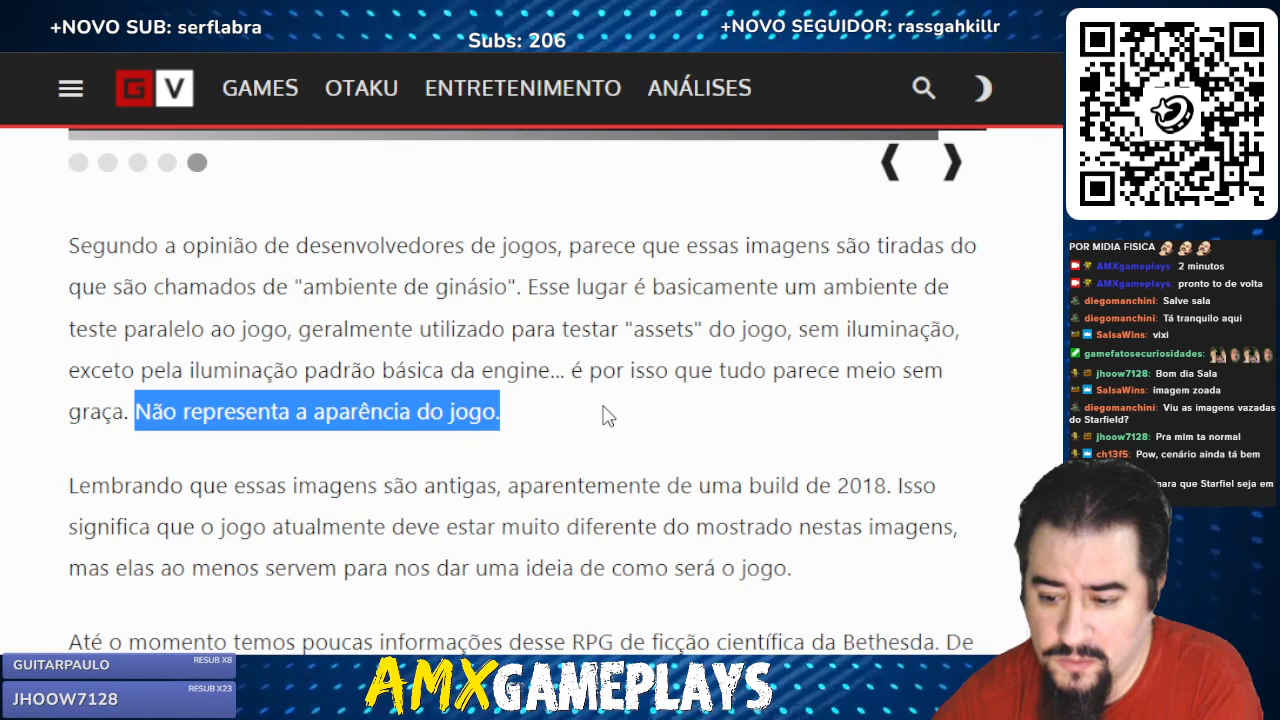 +NOVO SUB: serflabra
Subs: 206
+NOVO SEGUIDOR: rassgahkillr
G V GAMES OTAKU ENTRETENIMENTO ANÁLISES
Segundo a opinião de desenvolvedores de jogos, parece que essas imagens são tiradas do
que são chamados de "ambiente de ginásio". Esse lugar é basicamente um ambiente de
teste paralelo ao jogo, geralmente utilizado para testar "assets" do jogo, sem iluminação,
exceto pela iluminação padrão básica da engine... é por isso que tudo parece meio sem
graça. Não representa a aparência do jogo.
Lembrando que essas imagens são antigas, aparentemente de uma build de 2018. Isso
significa que o jogo atualmente deve estar muito diferente do mostrado nestas imagens,
mas elas ao menos servem para nos dar uma ideia de como será o jogo.
Até o momento temos poucas informações desse RPG de ficção científica da Bethesda. De
POR MIDIA FISICA
AMXgameplays: 2 minutos
AMXgameplays: pronto to de volta
diegomanchini: Salve sala
diegomanchini: Tá tranquilo aqui
SalsaWins: vixi
gamefatosecuriosidades:
jhoow7128: Bom dia Sala
SalsaWins: imagem zoada
diegomanchini: Viu as imagens vazadas
do Starfield?
jhoow7128: Pra mim ta normal
ch13f5: Pow, cenário ainda tá bem
que Starfiel seja em
GUITARPAULO RESUB X8
JHOOW7128 RESUB X23
AMXGAMEPLAYS